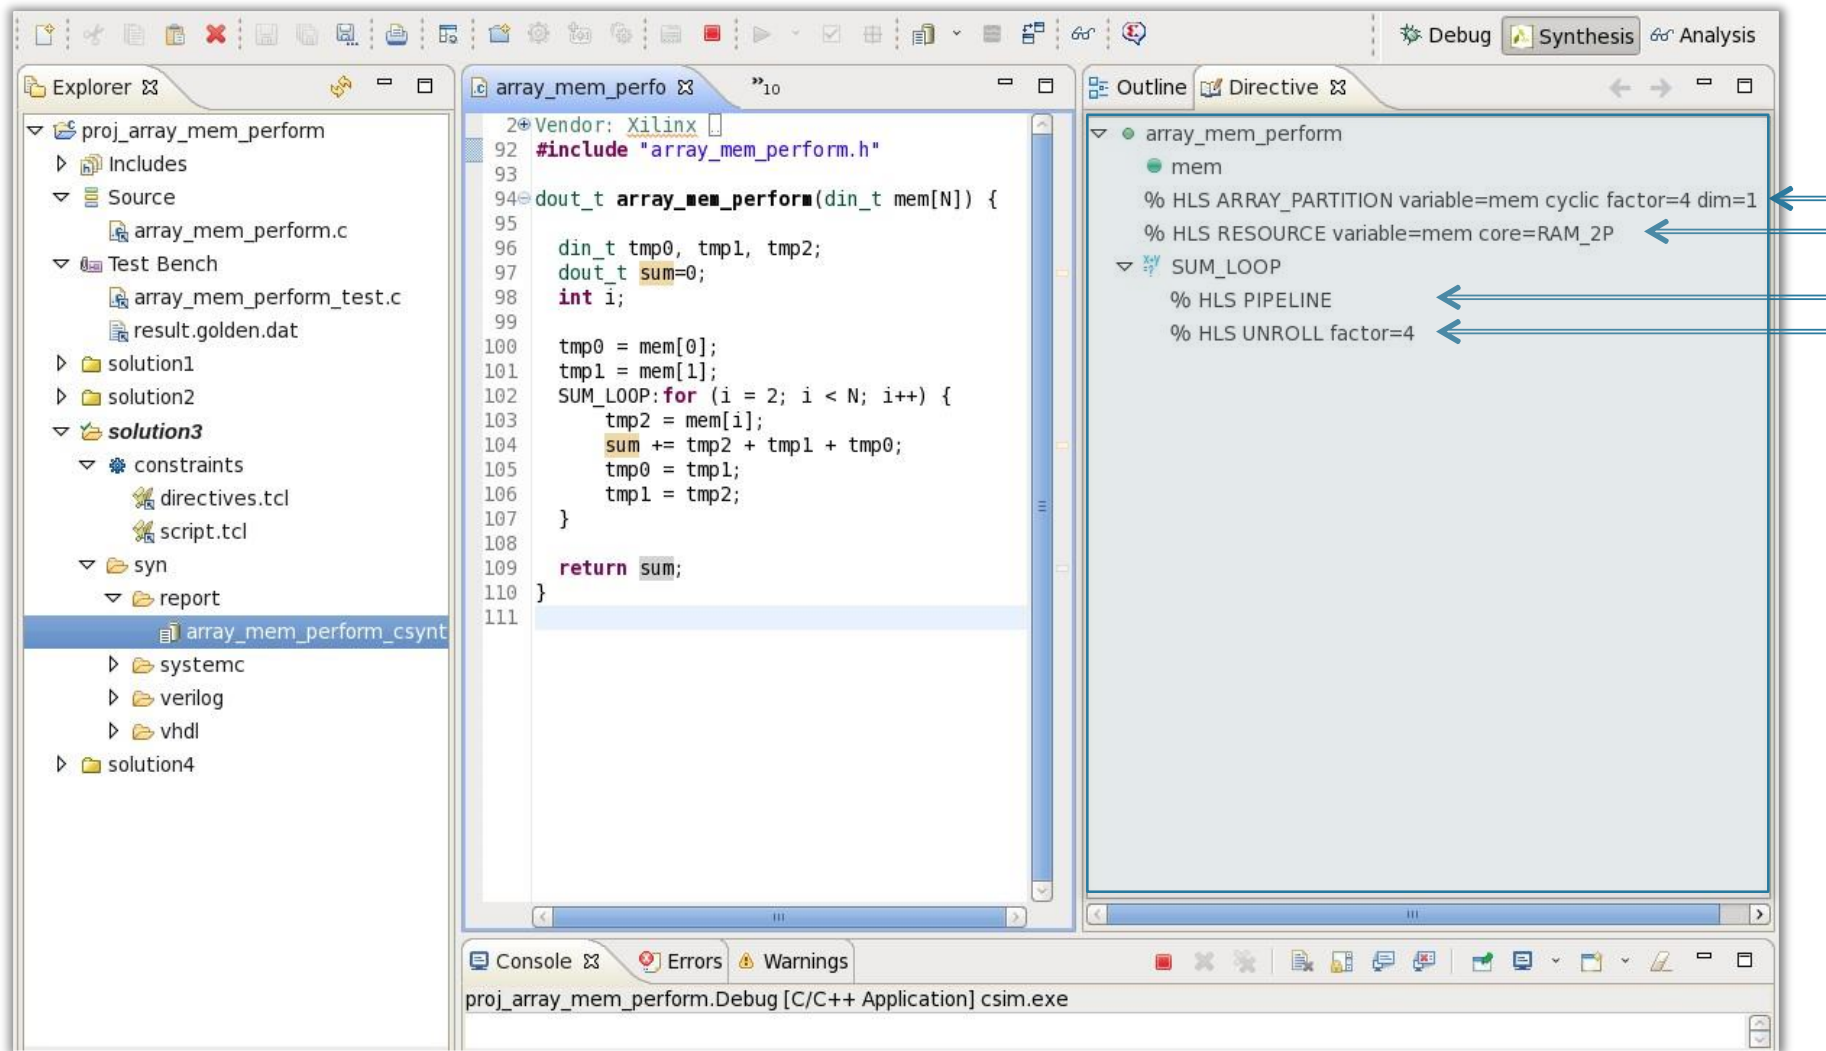 Debug Synthesis Analysis
Explorer
proj_array_mem_perform
Includes
Source
array_mem_perform.c
Test Bench
array_mem_perform_test.c
result.golden.dat
solution1
solution2
solution3
constraints
directives.tcl
script.tcl
syn
report
array_mem_perform_csynt
systemc
verilog
vhdl
solution4
array_mem_perfo »10
2 Vendor: Xilinx
92 #include "array_mem_perform.h"
93
94 dout_t array_mem_perform(din_t mem[N]) {
95
96 din_t tmp0, tmp1, tmp2;
97 dout_t sum=0;
98 int i;
99
100 tmp0 = mem[0];
101 tmp1 = mem[1];
102 SUM_LOOP:for (i = 2; i < N; i++) {
103 tmp2 = mem[i];
104 sum += tmp2 + tmp1 + tmp0;
105 tmp0 = tmp1;
106 tmp1 = tmp2;
107 }
108
109 return sum;
110 }
111
Outline Directive
array_mem_perform
mem
% HLS ARRAY_PARTITION variable=mem cyclic factor=4 dim=1
% HLS RESOURCE variable=mem core=RAM_2P
SUM_LOOP
% HLS PIPELINE
% HLS UNROLL factor=4
Console Errors Warnings
proj_array_mem_perform.Debug [C/C++ Application] csim.exe